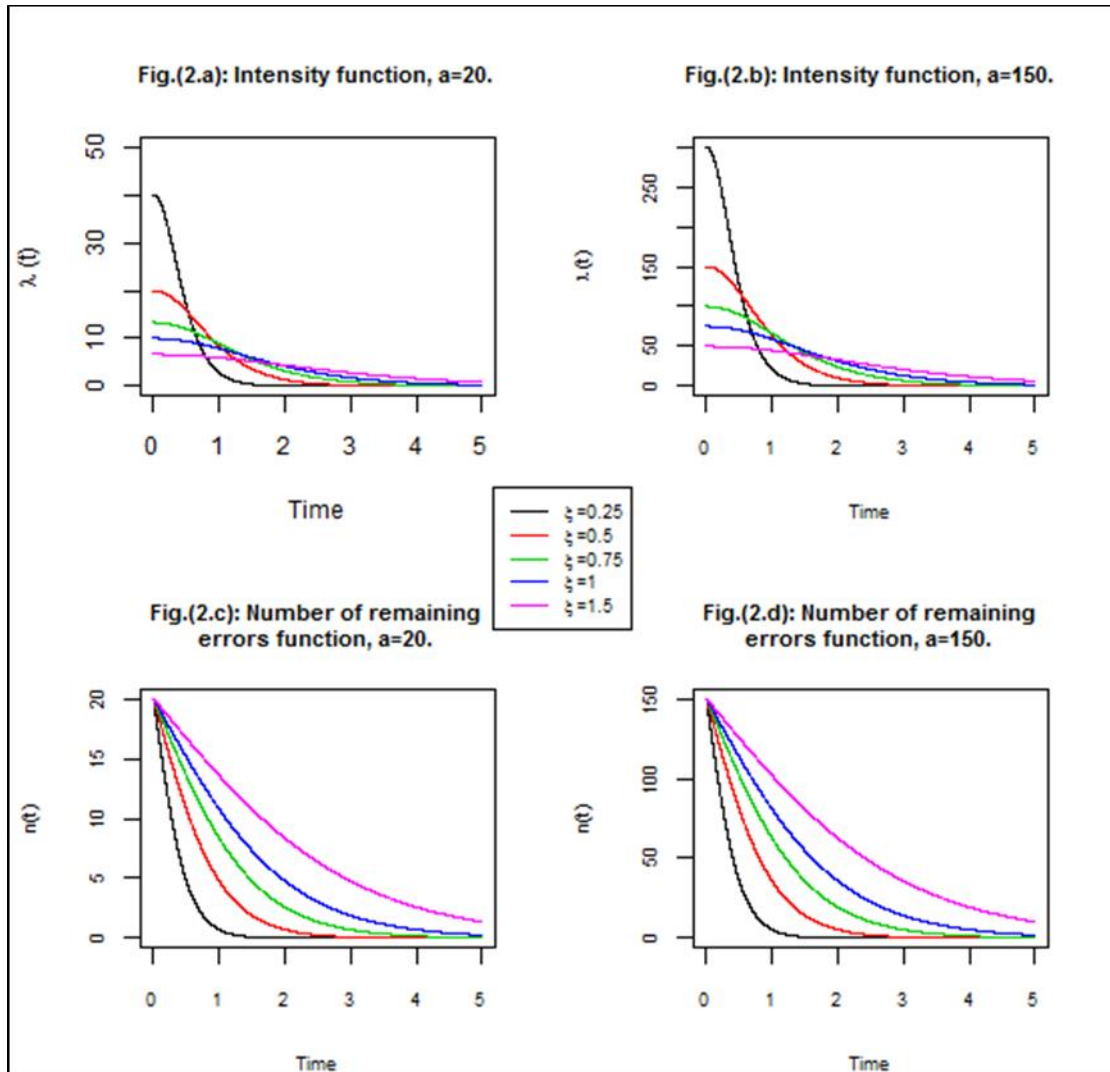 Fig.(2.a): Intensity function, a=20.
50
30
10
0
λ (t)
0 1 2 3 4 5
Time
Fig.(2.b): Intensity function, a=150.
250
150
50
0
λ(t)
0 1 2 3 4 5
Time
ξ=0.25
ξ=0.5
ξ=0.75
ξ=1
ξ=1.5
Fig.(2.c): Number of remaining
errors function, a=20.
20
15
10
5
0
n(t)
0 1 2 3 4 5
Time
Fig.(2.d): Number of remaining
errors function, a=150.
150
100
50
0
n(t)
0 1 2 3 4 5
Time